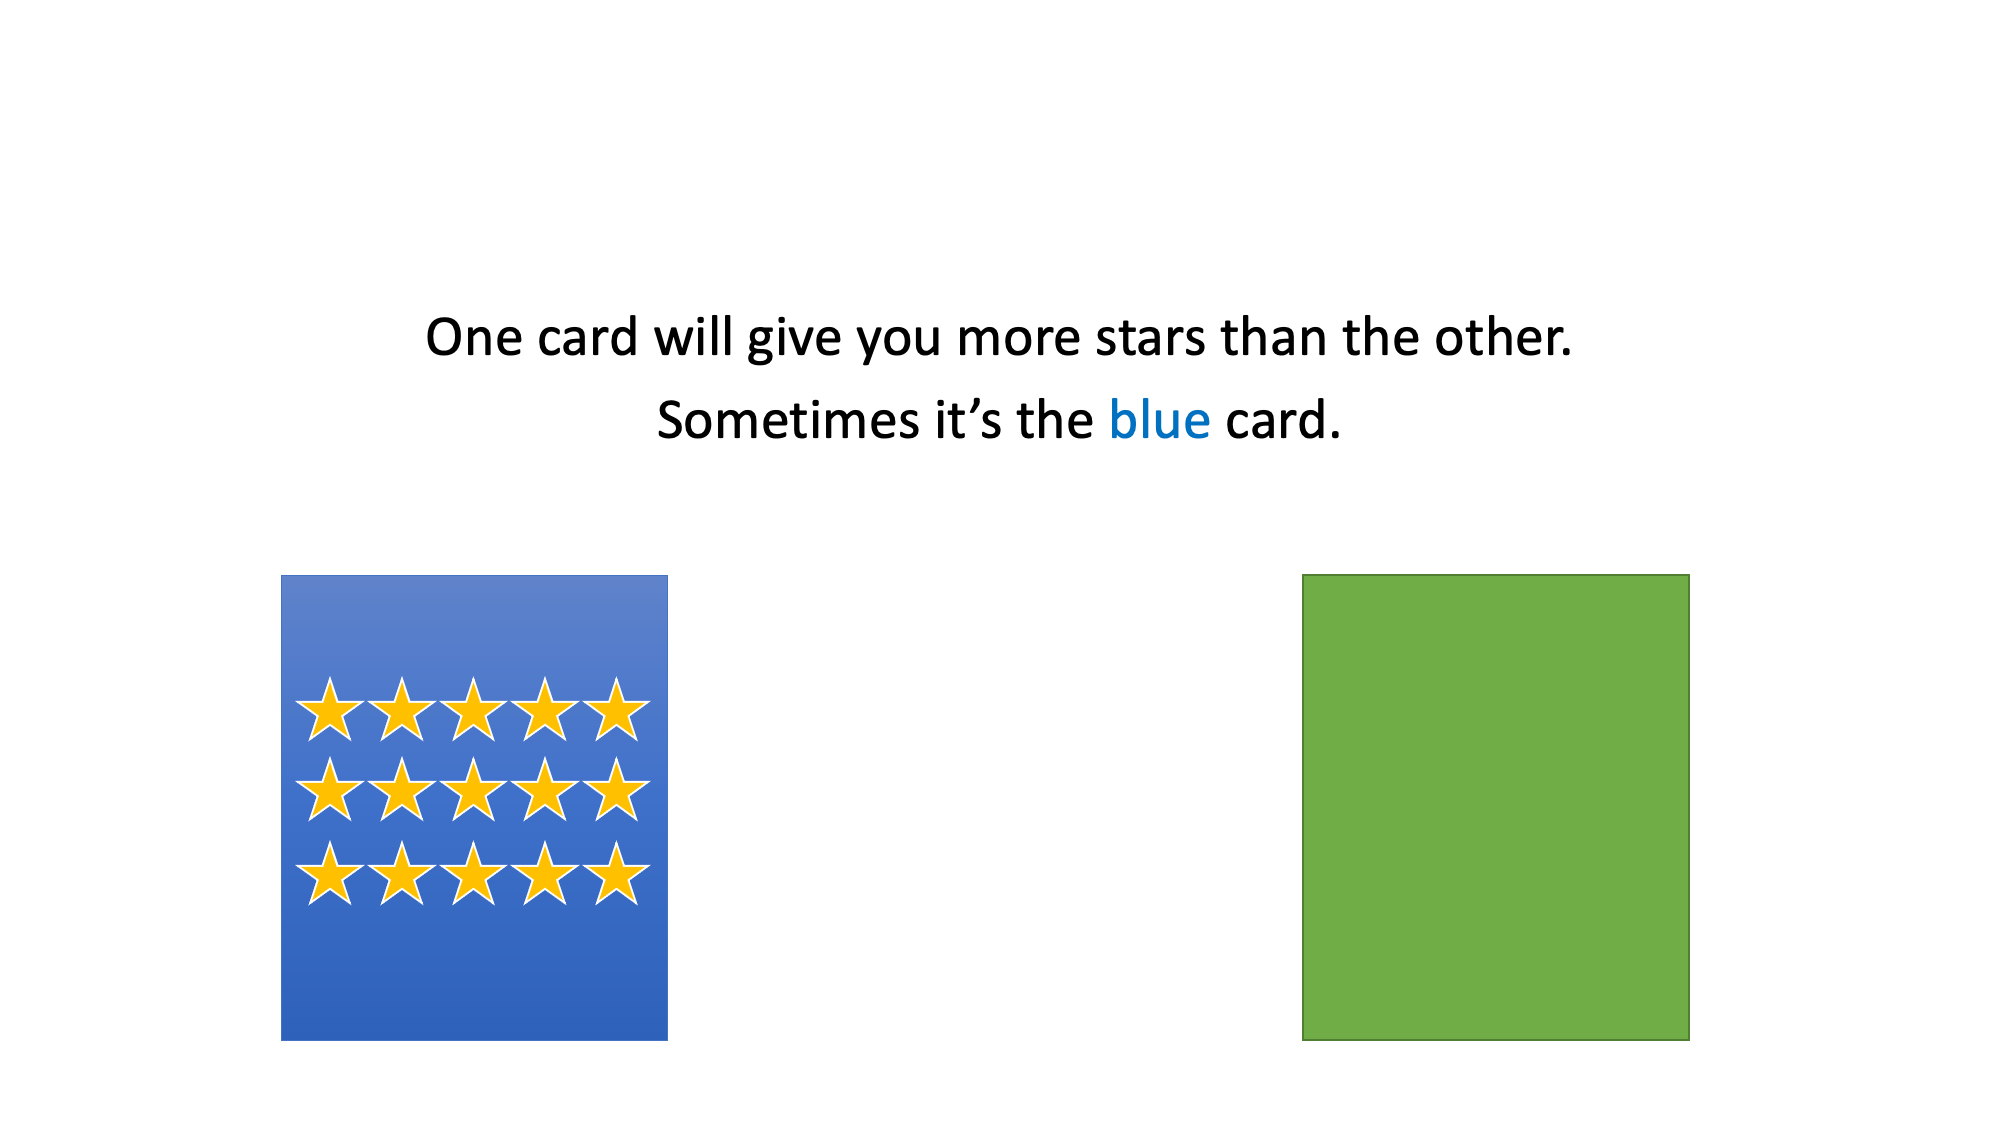 One card will give you more stars than the other.
Sometimes it’s the blue card.